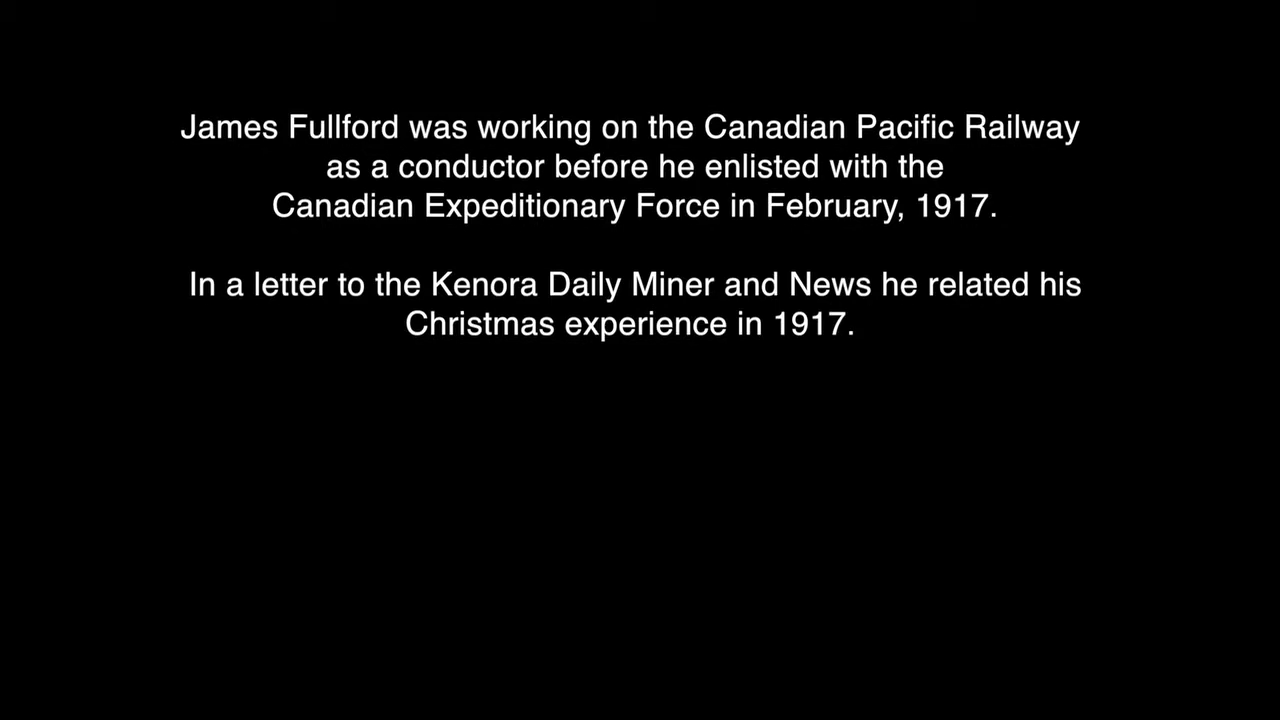 James Fullford was working on the Canadian Pacific Railway
as a conductor before he enlisted with the
Canadian Expeditionary Force in February, 1917.
In a letter to the Kenora Daily Miner and News he related his
Christmas experience in 1917.